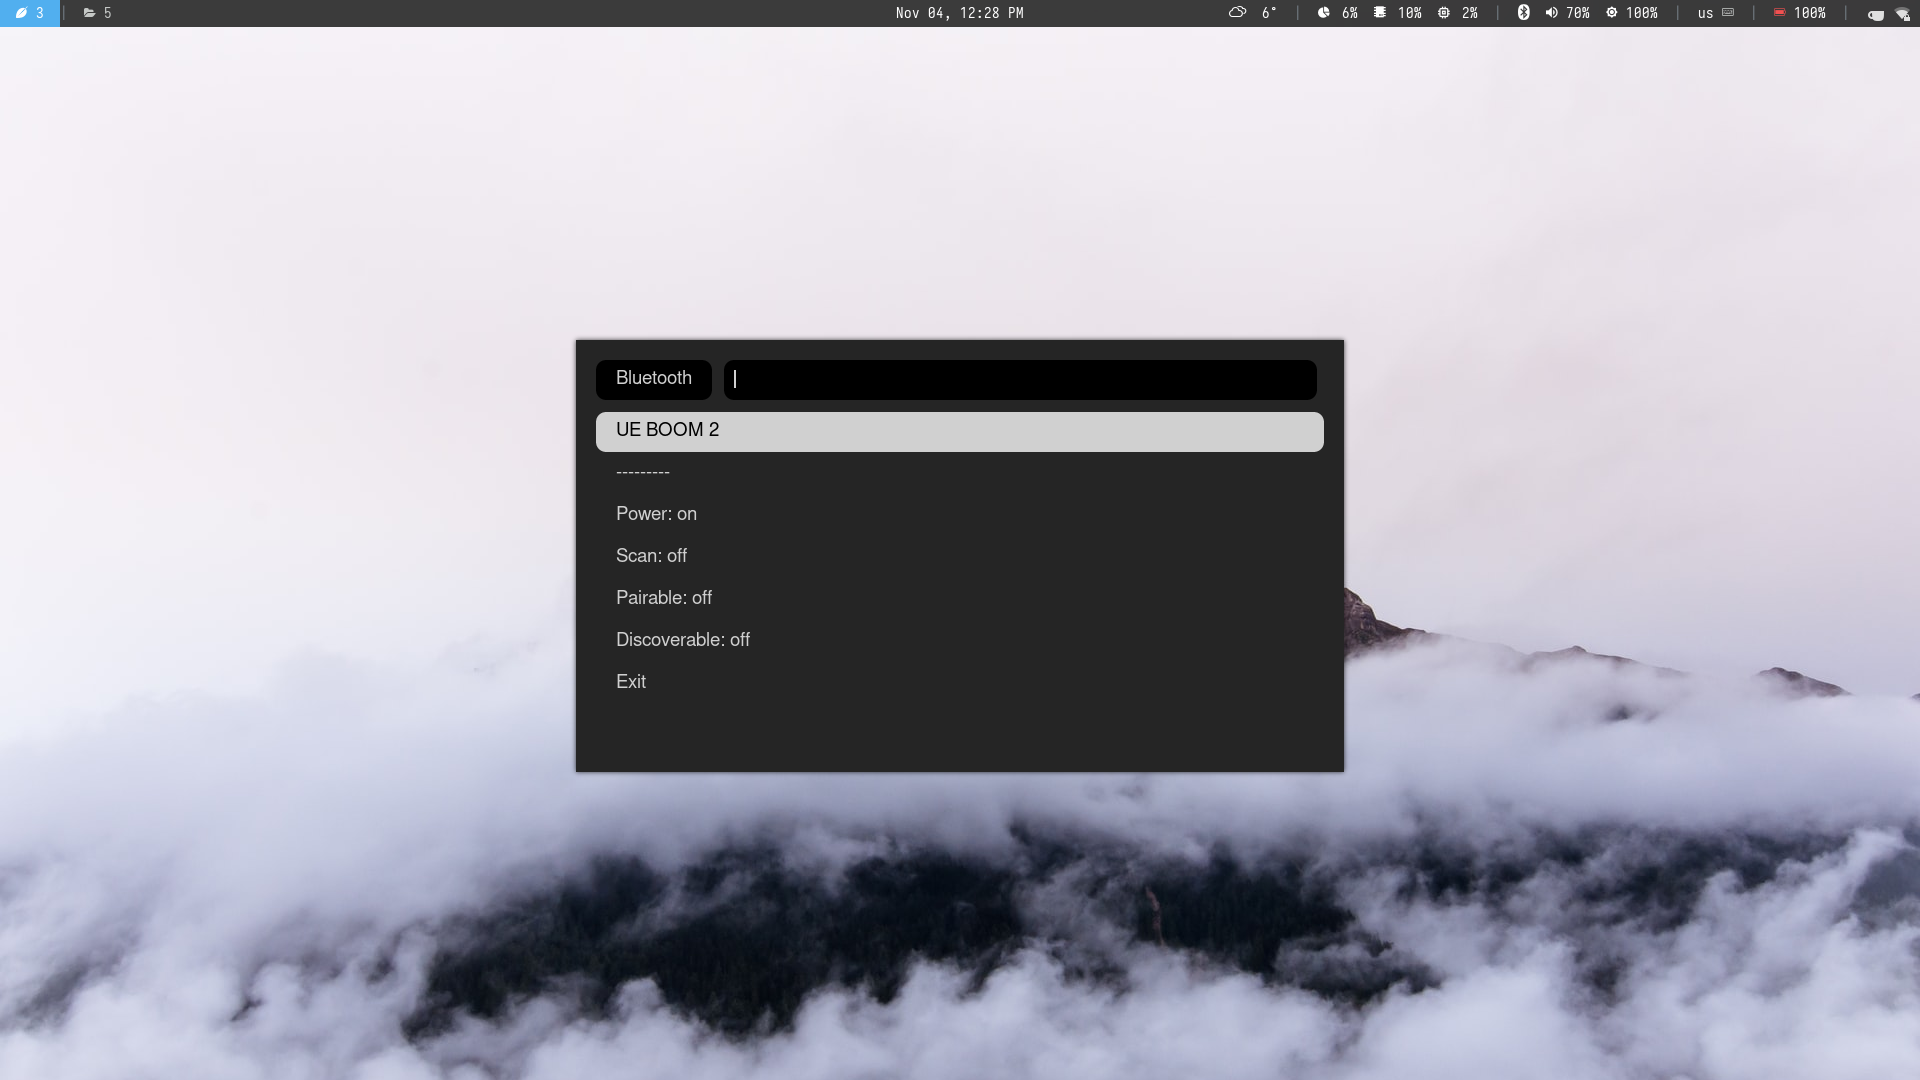 3 | 5 Nov 04, 12:28 PM 6° | 6% 10% 2% | 70% 100% | us | 100% |
Bluetooth
UE BOOM 2
---------
Power: on
Scan: off
Pairable: off
Discoverable: off
Exit